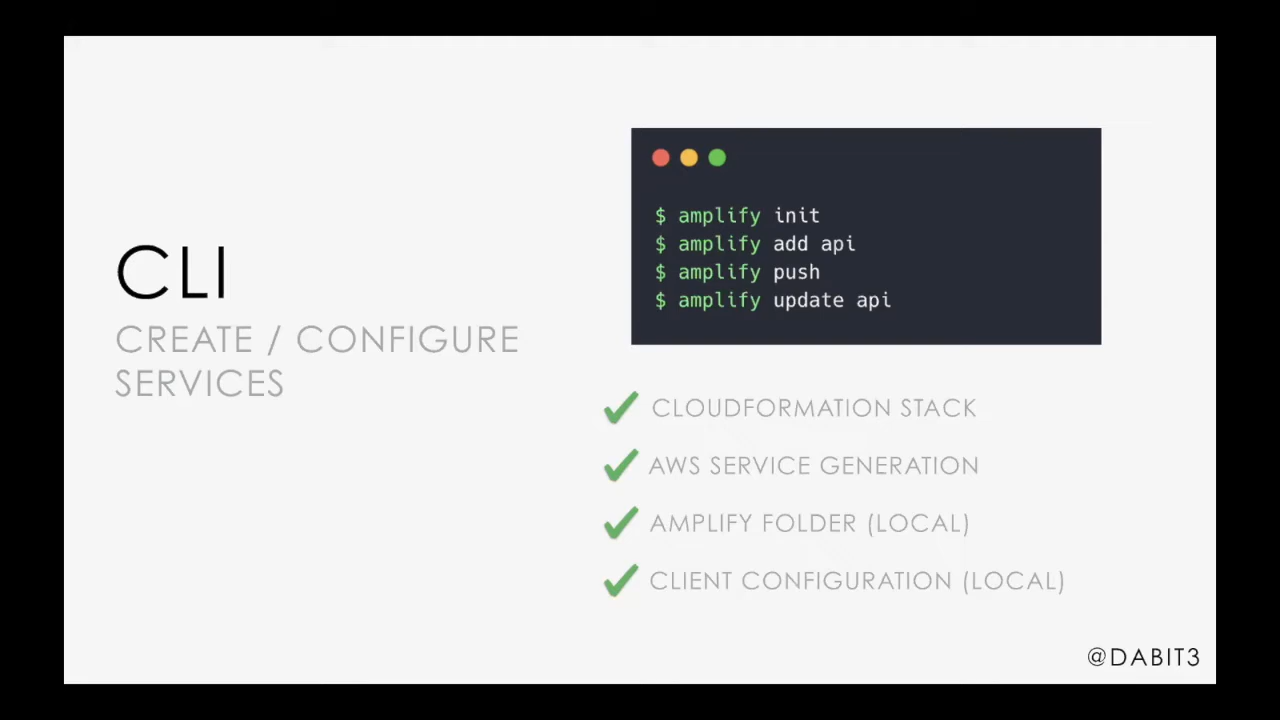 CLI
CREATE / CONFIGURE
SERVICES
$ amplify init
$ amplify add api
$ amplify push
$ amplify update api
CLOUDFORMATION STACK
AWS SERVICE GENERATION
AMPLIFY FOLDER (LOCAL)
CLIENT CONFIGURATION (LOCAL)
@DABIT3